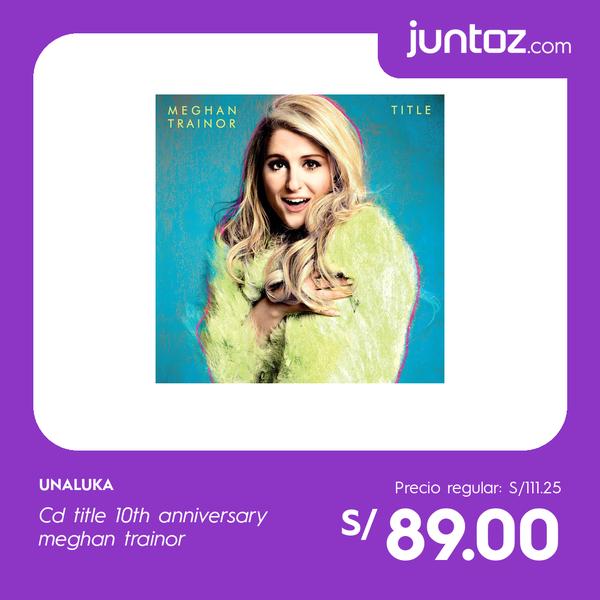 juntoz.com
MEGHAN
TRAINOR
TITLE
UNALUKA
Cd title 10th anniversary
meghan trainor
Precio regular: S/111.25
S/89.00